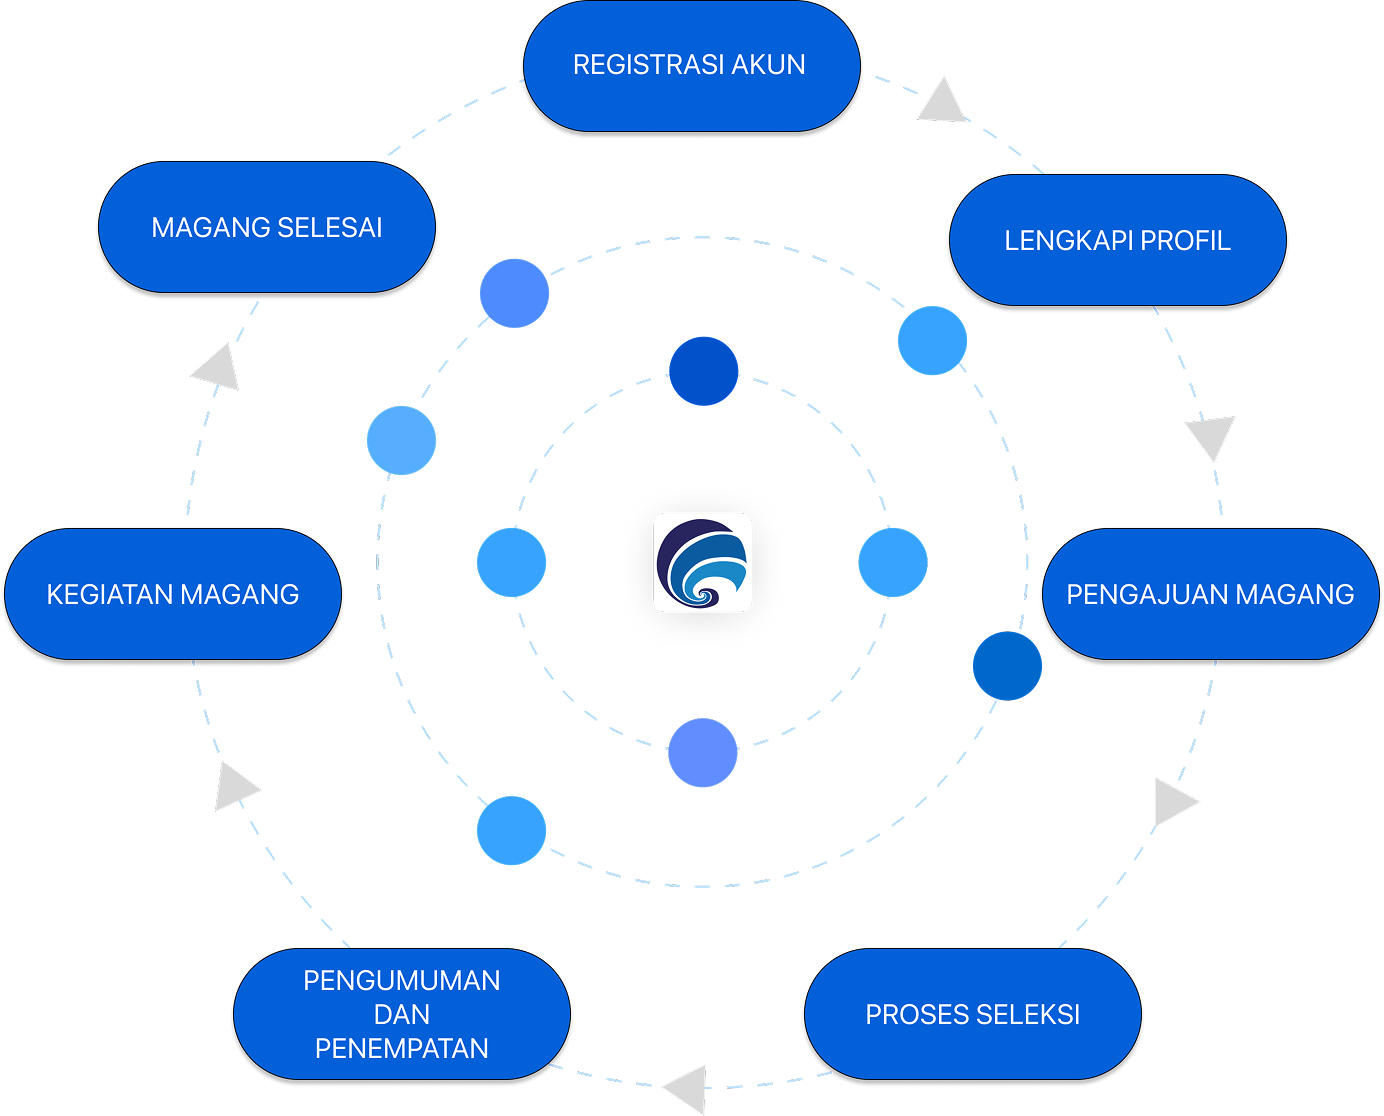 REGISTRASI AKUN
LENGKAPI PROFIL
PENGAJUAN MAGANG
PROSES SELEKSI
PENGUMUMAN
DAN
PENEMPATAN
KEGIATAN MAGANG
MAGANG SELESAI